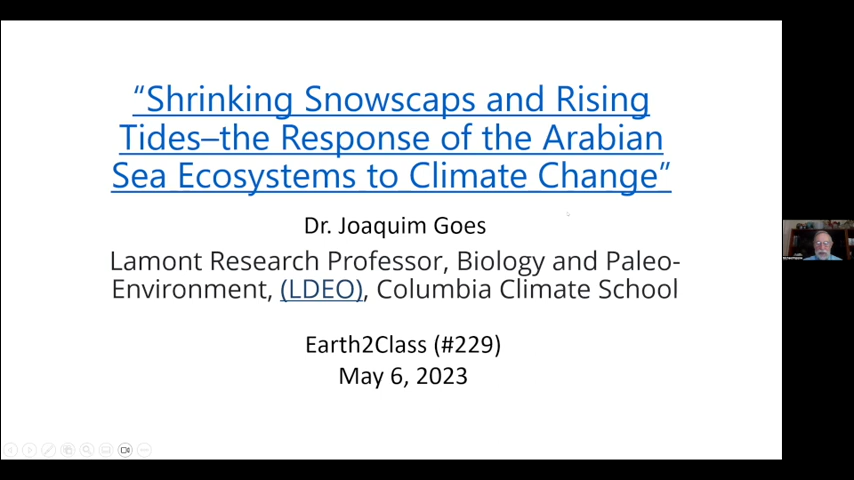 “Shrinking Snowscaps and Rising
Tides–the Response of the Arabian
Sea Ecosystems to Climate Change”
Dr. Joaquim Goes
Lamont Research Professor, Biology and Paleo-
Environment, (LDEO), Columbia Climate School
Earth2Class (#229)
May 6, 2023